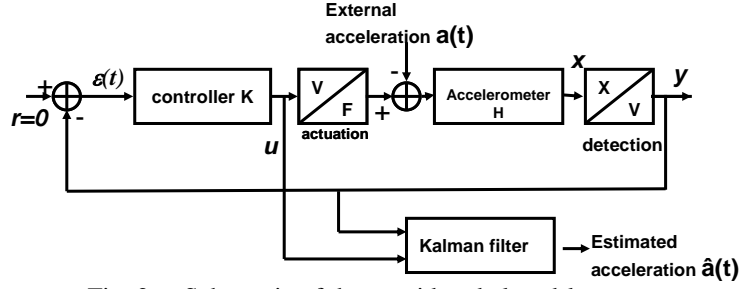 External
acceleration a(t)
+
ε(t)
r=0
-
controller K
V
F
actuation
-
+
Accelerometer
H
x
X
V
detection
y
u
Kalman filter
Estimated
acceleration â(t)